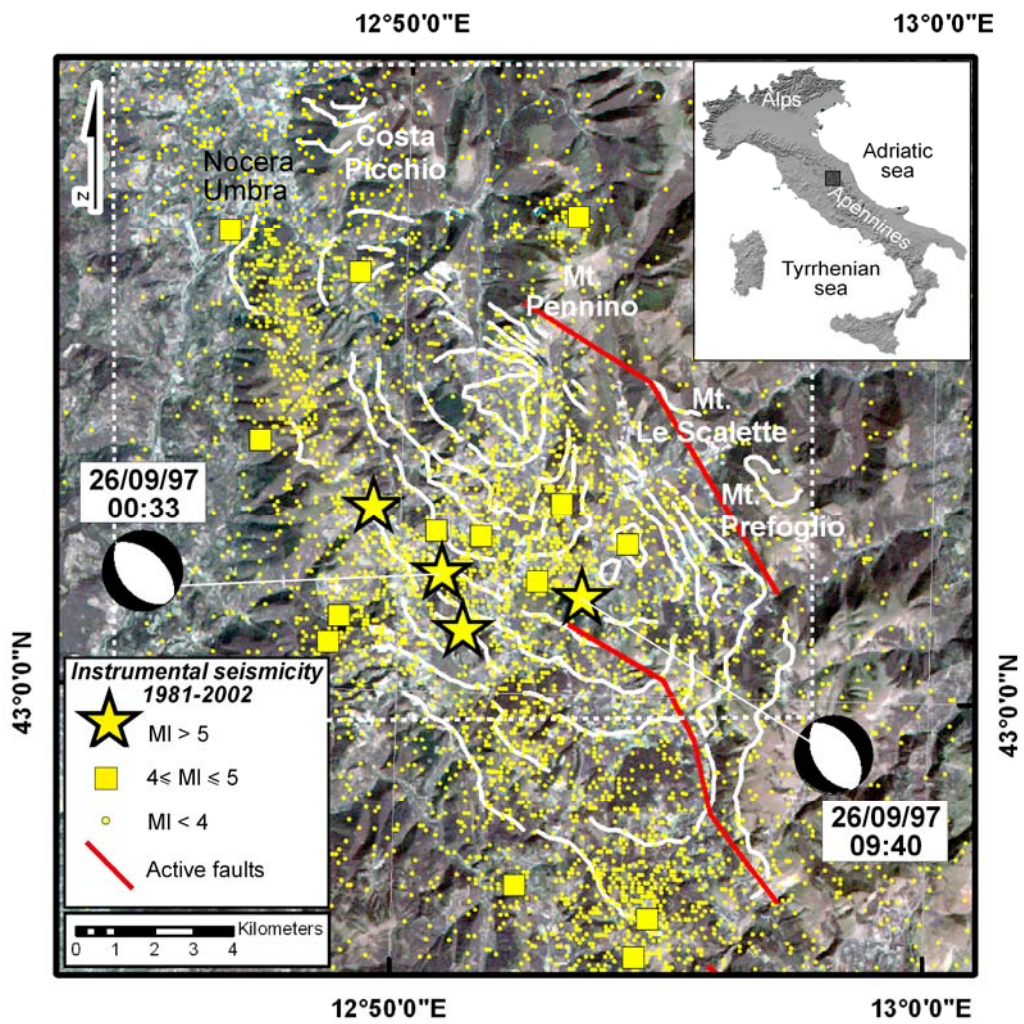 12°50'0"E
13°0'0"E
Alps
Adriatic
sea
Apennines
Tyrrhenian
sea
Costa
Picchio
Nocera
Umbra
N
Mt.
Pennino
Mt.
Le Scalette
Mt.
Prefoglio
26/09/97
00:33
43°0'0"N
43°0'0"N
Instrumental seismicity
1981-2002
Ml > 5
4≤ Ml ≤ 5
Ml < 4
Active faults
26/09/97
09:40
Kilometers
0 1 2 3 4
12°50'0"E
13°0'0"E